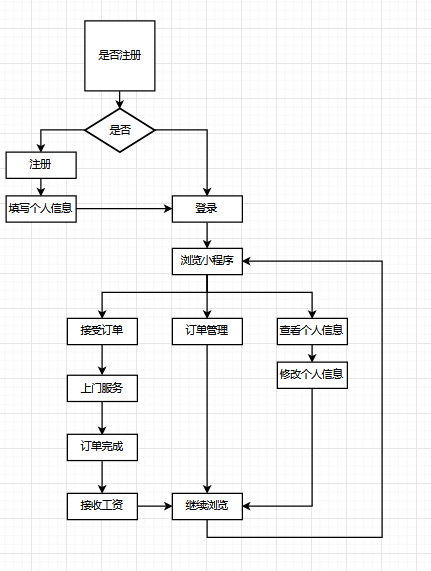 是否注册
是否
注册
填写个人信息
登录
浏览小程序
接受订单
订单管理
查看个人信息
修改个人信息
上门服务
订单完成
接收工资
继续浏览